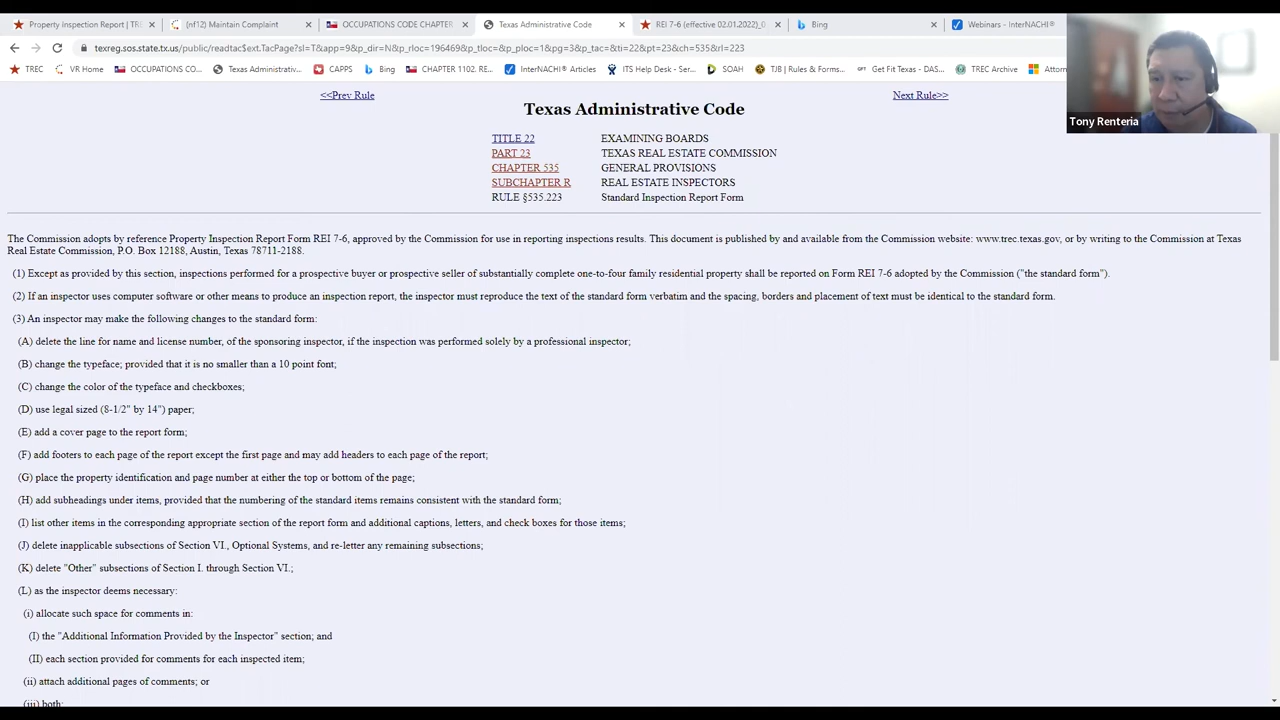 Property Inspection Report | TRE
(nf12) Maintain Complaint
OCCUPATIONS CODE CHAPTER
Texas Administrative Code
REI 7-6 (effective 02.01.2022)_0
Bing
Webinars - InterNACHI®
texreg.sos.state.tx.us/public/readtac$ext.TacPage?sl=T&app=9&p_dir=N&p_rloc=196469&p_tloc=&p_ploc=1&pg=3&p_tac=&ti=22&pt=23&ch=535&rl=223
TREC
VR Home
OCCUPATIONS CO...
Texas Administrativ...
CAPPS
Bing
CHAPTER 1102. RE...
InterNACHI® Articles
ITS Help Desk - Ser...
SOAH
TJB | Rules & Forms...
Get Fit Texas - DAS...
TREC Archive
Attorn
Tony Renteria
<<Prev Rule
Next Rule>>
Texas Administrative Code
TITLE 22 EXAMINING BOARDS
PART 23 TEXAS REAL ESTATE COMMISSION
CHAPTER 535 GENERAL PROVISIONS
SUBCHAPTER R REAL ESTATE INSPECTORS
RULE §535.223 Standard Inspection Report Form
The Commission adopts by reference Property Inspection Report Form REI 7-6, approved by the Commission for use in reporting inspections results. This document is published by and available from the Commission website: www.trec.texas.gov, or by writing to the Commission at Texas
Real Estate Commission, P.O. Box 12188, Austin, Texas 78711-2188.
(1) Except as provided by this section, inspections performed for a prospective buyer or prospective seller of substantially complete one-to-four family residential property shall be reported on Form REI 7-6 adopted by the Commission ("the standard form").
(2) If an inspector uses computer software or other means to produce an inspection report, the inspector must reproduce the text of the standard form verbatim and the spacing, borders and placement of text must be identical to the standard form.
(3) An inspector may make the following changes to the standard form:
(A) delete the line for name and license number, of the sponsoring inspector, if the inspection was performed solely by a professional inspector;
(B) change the typeface; provided that it is no smaller than a 10 point font;
(C) change the color of the typeface and checkboxes;
(D) use legal sized (8-1/2" by 14") paper;
(E) add a cover page to the report form;
(F) add footers to each page of the report except the first page and may add headers to each page of the report;
(G) place the property identification and page number at either the top or bottom of the page;
(H) add subheadings under items, provided that the numbering of the standard items remains consistent with the standard form;
(I) list other items in the corresponding appropriate section of the report form and additional captions, letters, and check boxes for those items;
(J) delete inapplicable subsections of Section VI., Optional Systems, and re-letter any remaining subsections;
(K) delete "Other" subsections of Section I. through Section VI.;
(L) as the inspector deems necessary:
(i) allocate such space for comments in:
(I) the "Additional Information Provided by the Inspector" section; and
(II) each section provided for comments for each inspected item;
(ii) attach additional pages of comments; or
(iii) both;